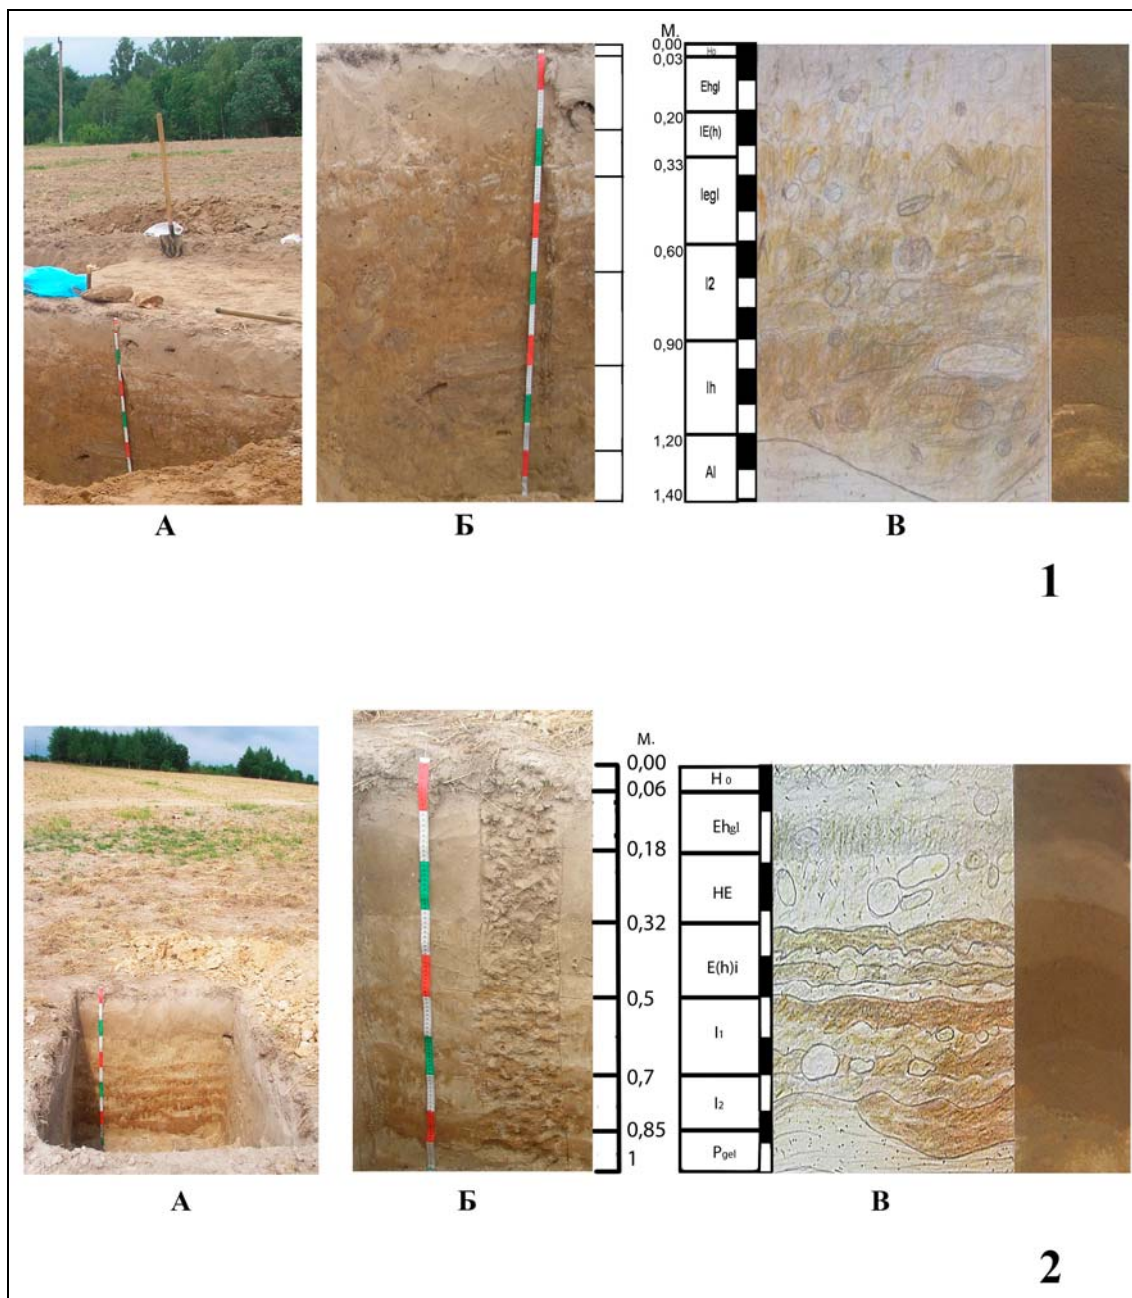 М.
0,00
Но
0,03
Ehgl
0,20
IE(h)
0,33
Iegl
0,60
I2
0,90
Ih
1,20
Al
1,40
А
Б
В
1
М.
0,00
H0
0,06
Ehgl
0,18
HE
0,32
E(h)i
0,5
I1
0,7
I2
0,85
Pgel
1
А
Б
В
2